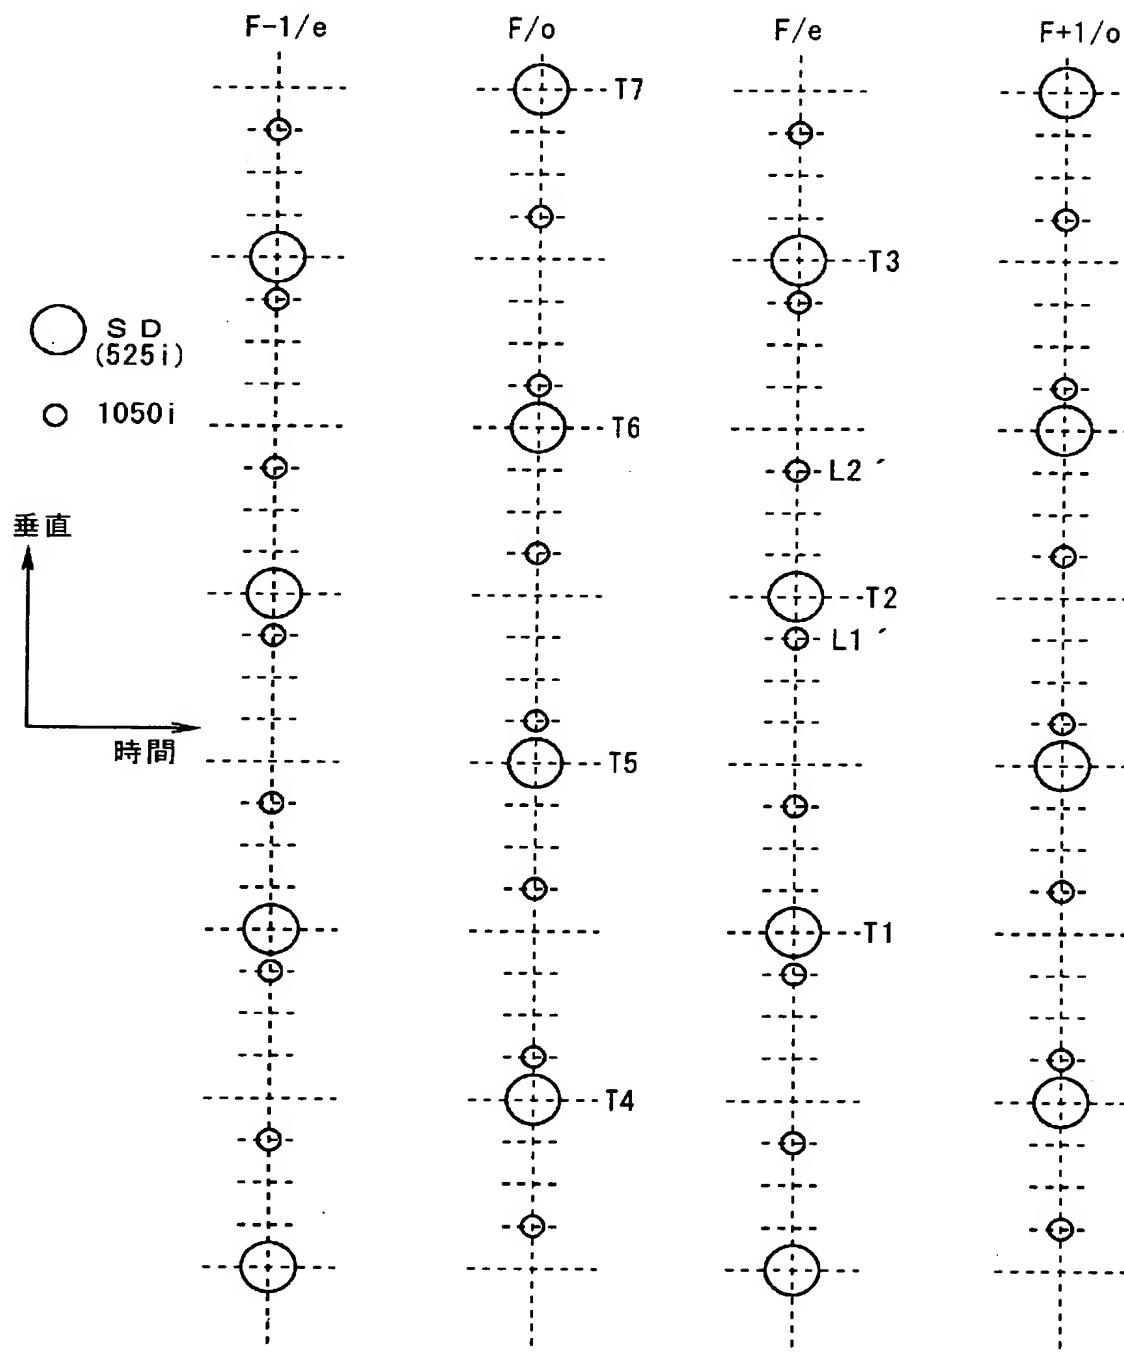 F-1/e F/o F/e F+1/o
T7
T3
SD
(525i)
1050i
T6
L2´
垂直
T2
L1´
時間
T5
T1
T4